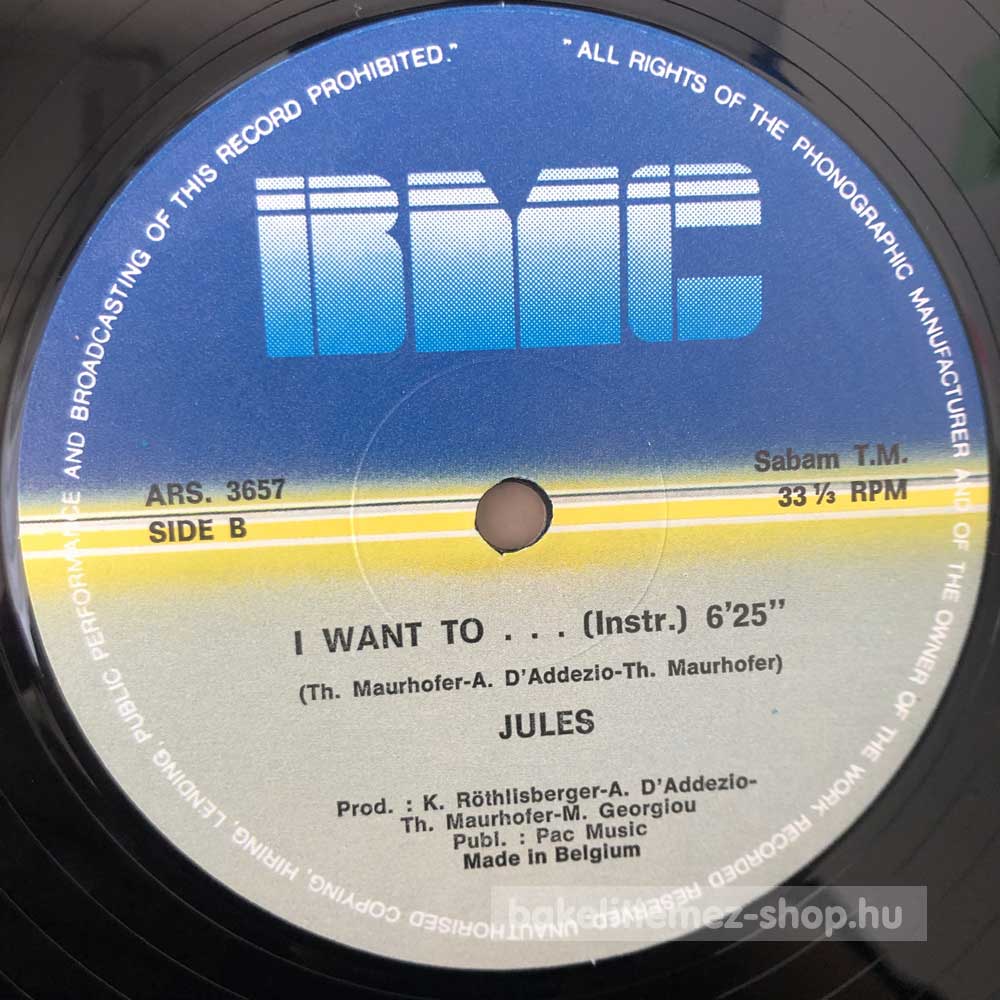 " ALL RIGHTS OF THE PHONOGRAPHIC MANUFACTURER AND OF THE OWNER OF THE WORK RECORDED RESERVED. UNAUTHORISED COPYING, HIRING, LENDING, PUBLIC PERFORMANCE AND BROADCASTING OF THIS RECORD PROHIBITED."
BMC
ARS. 3657
SIDE B
Sabam T.M.
33 ⅓ RPM
I WANT TO . . . (Instr.) 6'25"
(Th. Maurhofer-A. D'Addezio-Th. Maurhofer)
JULES
Prod. : K. Röthlisberger-A. D'Addezio-
Th. Maurhofer-M. Georgiou
Publ. : Pac Music
Made in Belgium
bakelitlemez-shop.hu